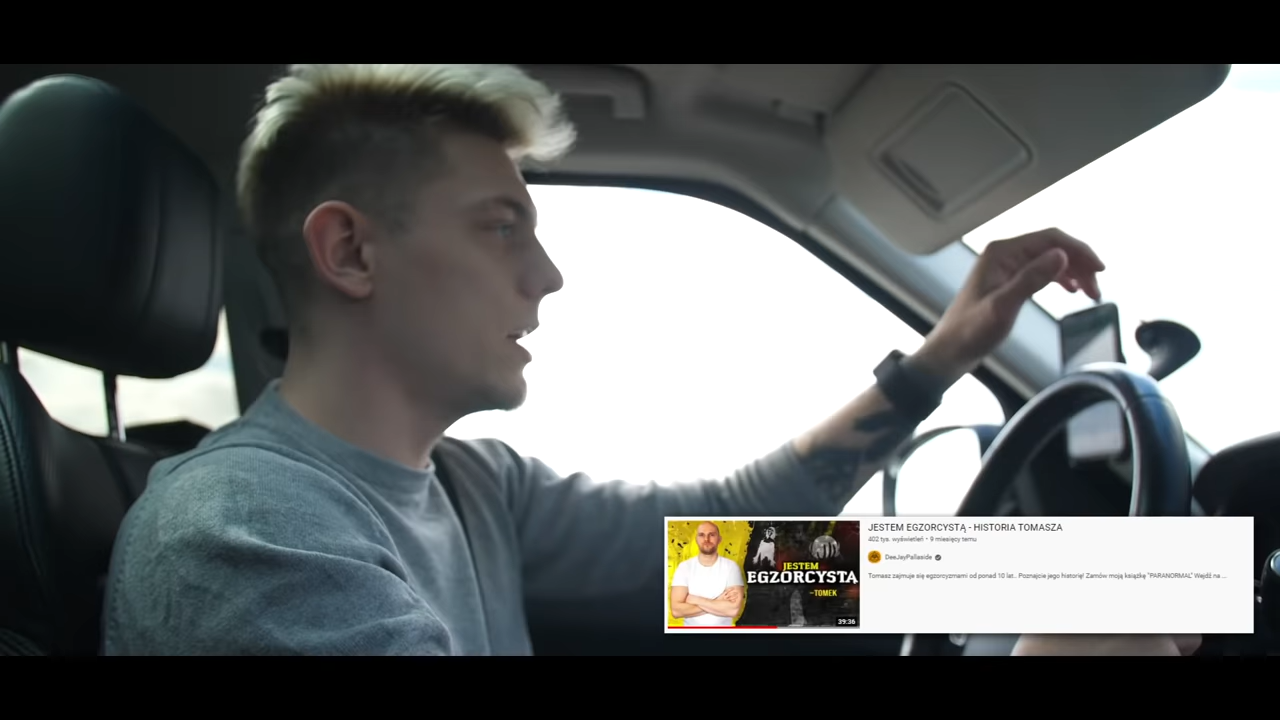 JESTEM EGZORCYSTĄ - HISTORIA TOMASZA
402 tys. wyświetleń • 9 miesięcy temu
DeeJayPallaside
Tomasz zajmuje się egzorcyzmami od ponad 10 lat . Poznajcie jego historię! Zamów moją książkę "PARANORMAL" Wejdź na ...
JESTEM
EGZORCYSTĄ
-TOMEK
39:36